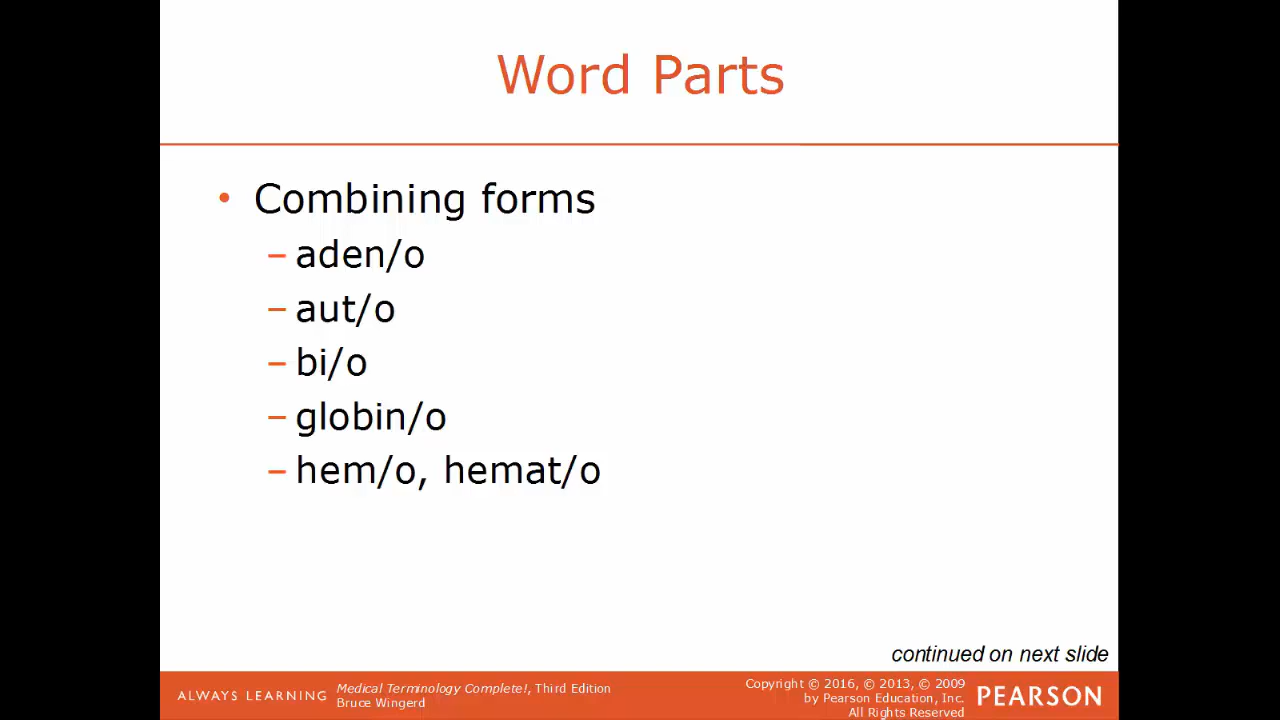 Word Parts
• Combining forms
– aden/o
– aut/o
– bi/o
– globin/o
– hem/o, hemat/o
continued on next slide
ALWAYS LEARNING
Medical Terminology Complete!, Third Edition
Bruce Wingerd
Copyright © 2016, © 2013, © 2009
by Pearson Education, Inc.
All Rights Reserved
PEARSON